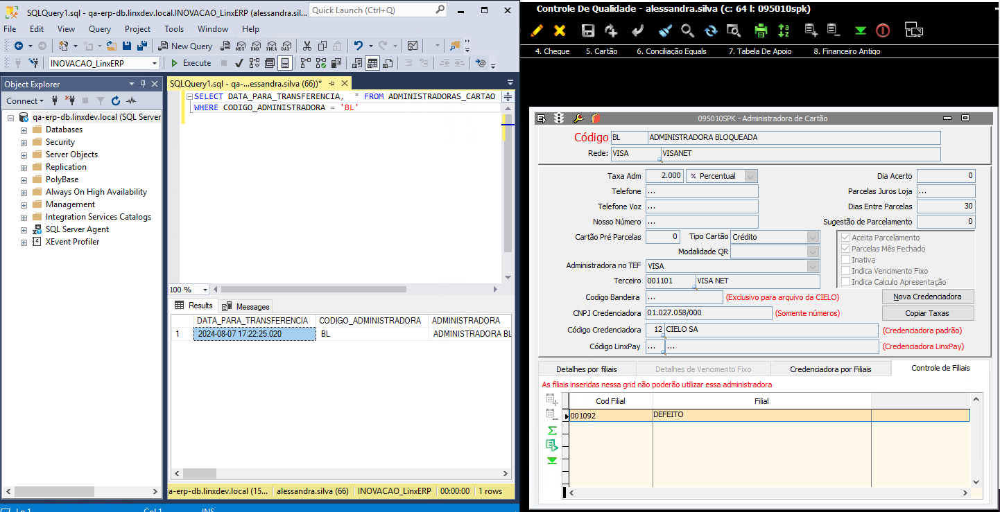 SQLQuery1.sql - qa-erp-db.linxdev.local.INOVACAO_LinxERP (alessandra.sil...
Quick Launch (Ctrl+Q)
File Edit View Query Project Tools Window Help
New Query
MDX DMX XMLA DAX
INOVACAO_LinxERP
Execute
Object Explorer
Connect
qa-erp-db.linxdev.local (SQL Server
Databases
Security
Server Objects
Replication
PolyBase
Always On High Availability
Management
Integration Services Catalogs
SQL Server Agent
XEvent Profiler
SQLQuery1.sql - qa-...essandra.silva (66))*
SELECT DATA_PARA_TRANSFERENCIA, * FROM ADMINISTRADORAS_CARTAO
WHERE CODIGO_ADMINISTRADORA = 'BL'
100 %
Results Messages
DATA_PARA_TRANSFERENCIA CODIGO_ADMINISTRADORA ADMINISTRADORA
1 2024-08-07 17:22:25.020 BL ADMINISTRADORA BL
a-erp-db.linxdev.local (15... alessandra.silva (66) INOVACAO_LinxERP 00:00:00 1 rows
Ln 1 Col 1 INS
Controle De Qualidade - alessandra.silva (c: 64 l: 095010spk)
4. Cheque 5. Cartão 6. Conciliação Equals 7. Tabela De Apoio 8. Financeiro Antigo
095010SPK - Administradora de Cartão
Código BL ADMINISTRADORA BLOQUEADA
Rede: VISA VISANET
Taxa Adm 2.000 % Percentual Dia Acerto 0
Telefone ... Parcelas Juros Loja ...
Telefone Voz ... Dias Entre Parcelas 30
Nosso Número ... Sugestão de Parcelamento 0
Cartão Pré Parcelas 0 Tipo Cartão Crédito Aceita Parcelamento
Modalidade QR Parcelas Mês Fechado
Inativa
Administradora no TEF VISA Indica Vencimento Fixo
Terceiro 001101 VISA NET Indica Calculo Apresentação
Codigo Bandeira ... (Exclusivo para arquivo da CIELO) Nova Credenciadora
CNPJ Credenciadora 01.027.058/000 (Somente números) Copiar Taxas
Código Credenciadora 12 CIELO SA (Credenciadora padrão)
Código LinxPay ... ... (Credenciadora LinxPay)
Detalhes por filiais Detalhes de Vencimento Fixo Credenciadora por Filiais Controle de Filiais
As filiais inseridas nessa grid não poderão utilizar essa administradora
Cod Filial Filial
001092 DEFEITO